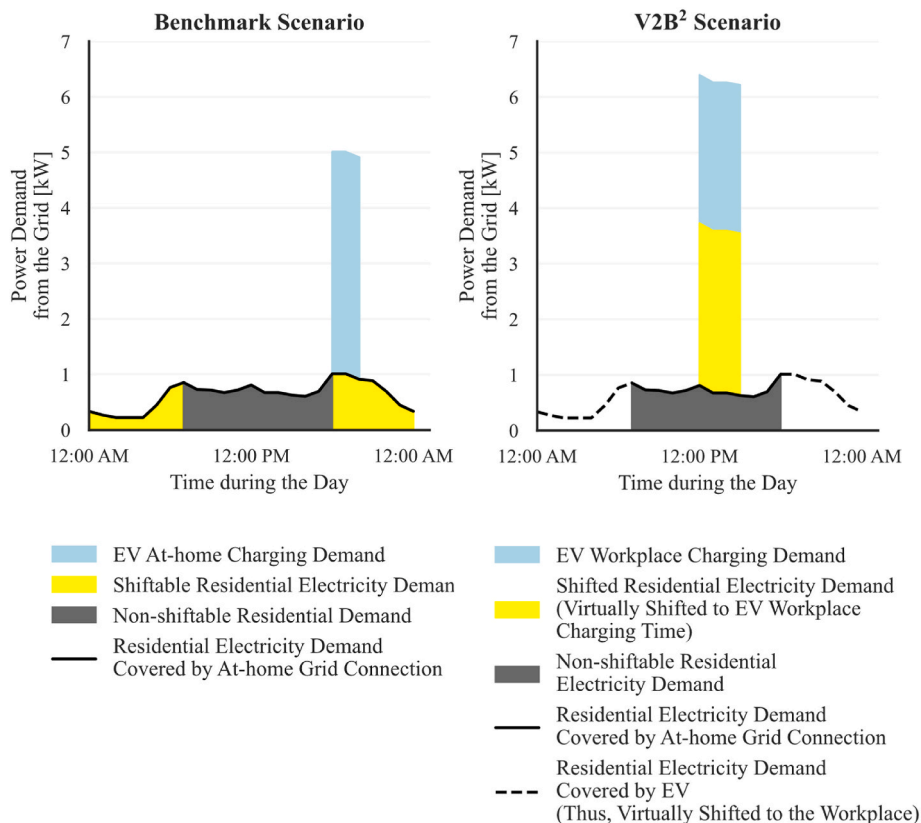 Benchmark Scenario
7
6
5
4
3
2
1
0
Power Demand
from the Grid [kW]
12:00 AM
12:00 PM
12:00 AM
Time during the Day
EV At-home Charging Demand
Shiftable Residential Electricity Deman
Non-shiftable Residential Demand
Residential Electricity Demand
Covered by At-home Grid Connection
V2B² Scenario
7
6
5
4
3
2
1
0
Power Demand
from the Grid [kW]
12:00 AM
12:00 PM
12:00 AM
Time during the Day
EV Workplace Charging Demand
Shifted Residential Electricity Demand
(Virtually Shifted to EV Workplace
Charging Time)
Non-shiftable Residential
Electricity Demand
Residential Electricity Demand
Covered by At-home Grid Connection
Residential Electricity Demand
Covered by EV
(Thus, Virtually Shifted to the Workplace)